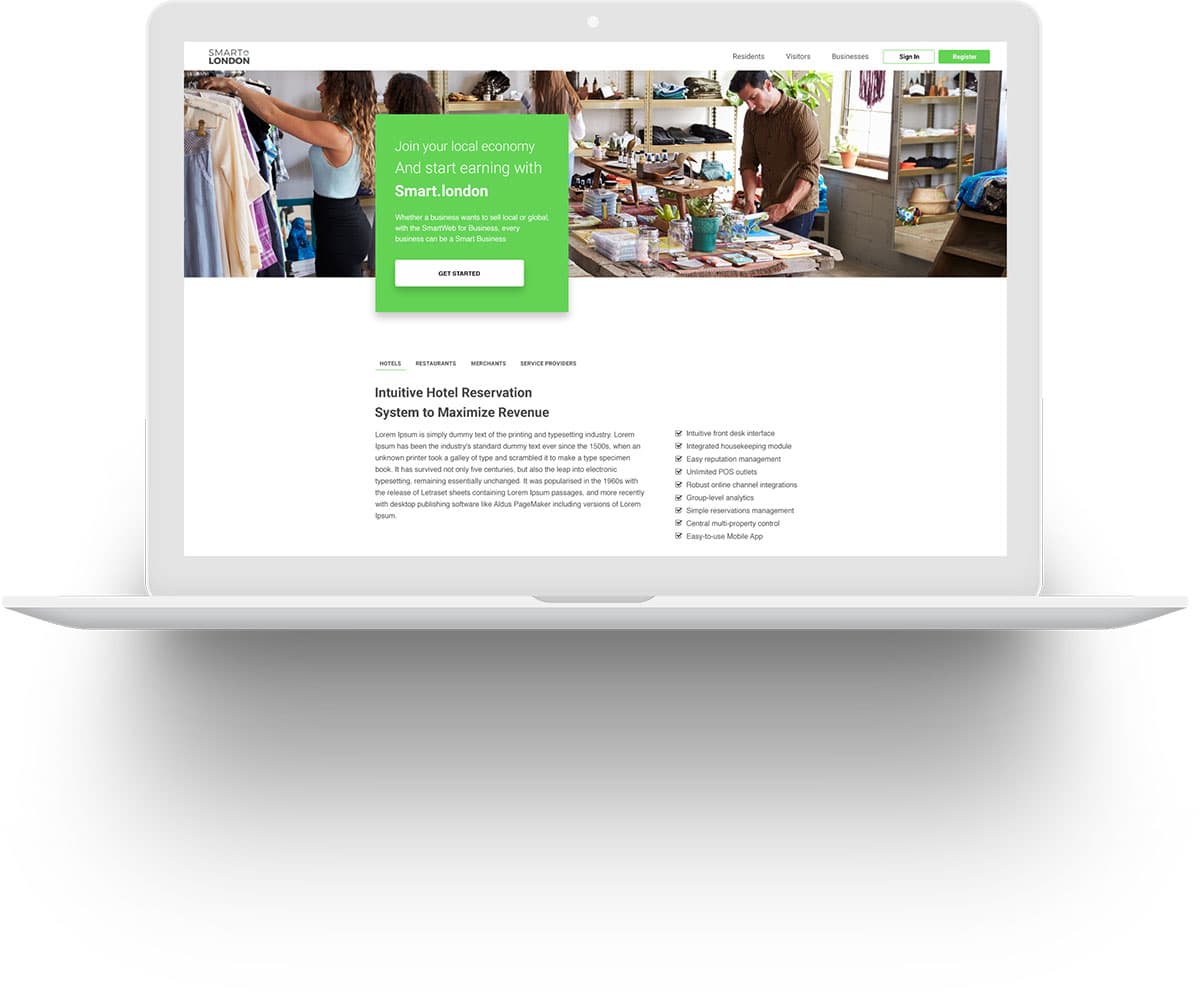 SMART
LONDON
Residents
Visitors
Businesses
Sign In
Register
Join your local economy
And start earning with
Smart.london
Whether a business wants to sell local or global,
with the SmartWeb for Business, every
business can be a Smart Business
GET STARTED
HOTELS
RESTAURANTS
MERCHANTS
SERVICE PROVIDERS
Intuitive Hotel Reservation
System to Maximize Revenue
Lorem Ipsum is simply dummy text of the printing and typesetting industry. Lorem
Ipsum has been the industry's standard dummy text ever since the 1500s, when an
unknown printer took a galley of type and scrambled it to make a type specimen
book. It has survived not only five centuries, but also the leap into electronic
typesetting, remaining essentially unchanged. It was popularised in the 1960s with
the release of Letraset sheets containing Lorem Ipsum passages, and more recently
with desktop publishing software like Aldus PageMaker including versions of Lorem
Ipsum.
Intuitive front desk interface
Integrated housekeeping module
Easy reputation management
Unlimited POS outlets
Robust online channel integrations
Group-level analytics
Simple reservations management
Central multi-property control
Easy-to-use Mobile App